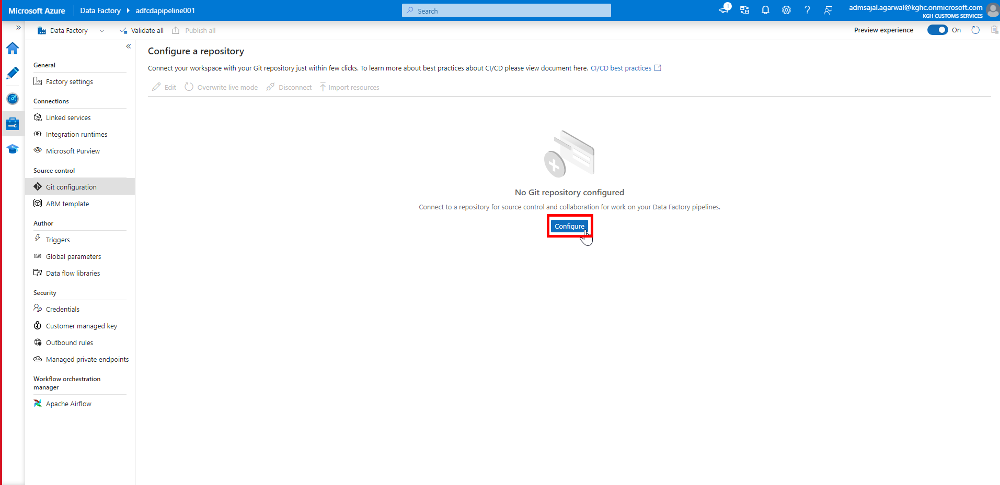 Microsoft Azure
Data Factory
adfcdapipeline001
Search
1
admsajal.agarwal@kghc.onmicrosoft.com
KGH CUSTOMS SERVICES
Data Factory
Validate all
Publish all
Preview experience
On
General
Factory settings
Connections
Linked services
Integration runtimes
Microsoft Purview
Source control
Git configuration
ARM template
Author
Triggers
Global parameters
Data flow libraries
Security
Credentials
Customer managed key
Outbound rules
Managed private endpoints
Workflow orchestration
manager
Apache Airflow
Configure a repository
Connect your workspace with your Git repository just within few clicks. To learn more about best practices about CI/CD please view document here. CI/CD best practices
Edit
Overwrite live mode
Disconnect
Import resources
No Git repository configured
Connect to a repository for source control and collaboration for work on your Data Factory pipelines.
Configure